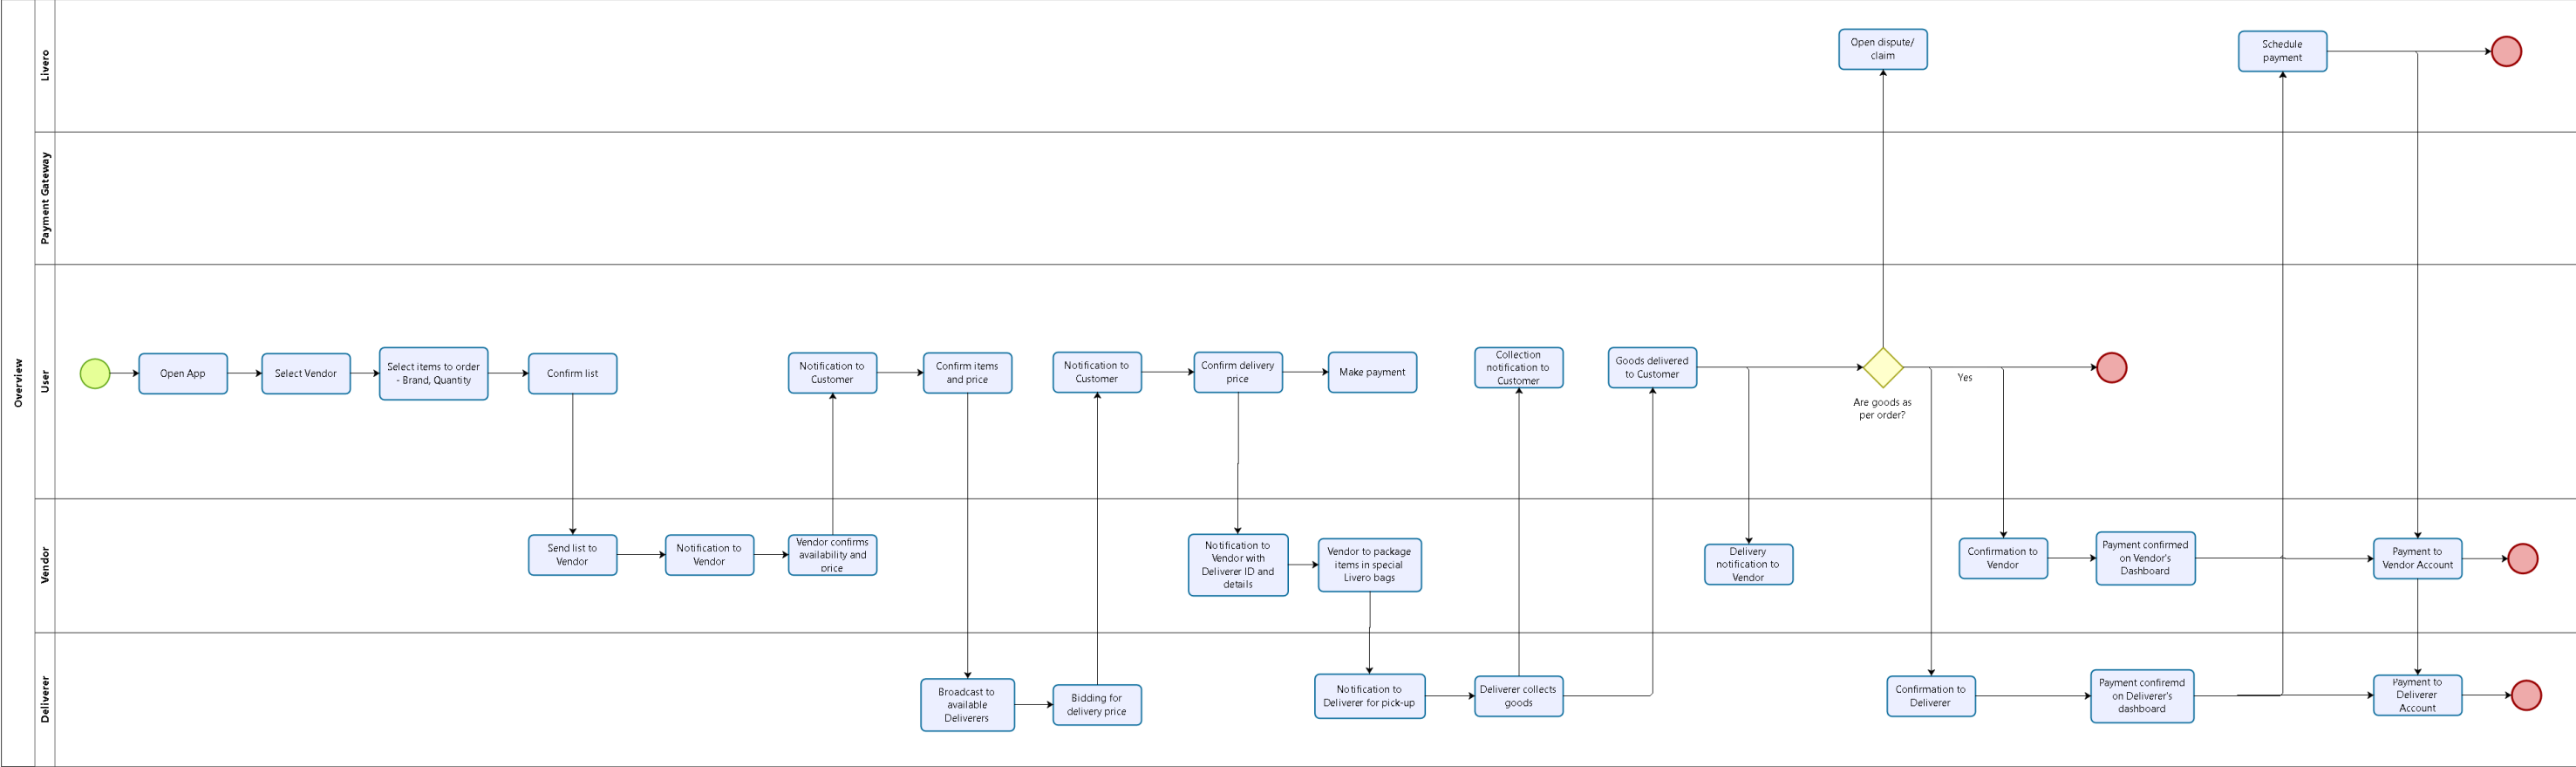 Overview
Livero
Open dispute/
claim
Schedule
payment
Payment Gateway
User
Open App
Select Vendor
Select items to order
- Brand, Quantity
Confirm list
Notification to
Customer
Confirm items
and price
Notification to
Customer
Confirm delivery
price
Make payment
Collection
notification to
Customer
Goods delivered
to Customer
Are goods as
per order?
Yes
Vendor
Send list to
Vendor
Notification to
Vendor
Vendor confirms
availability and
price
Notification to
Vendor with
Deliverer ID and
details
Vendor to package
items in special
Livero bags
Delivery
notification to
Vendor
Confirmation to
Vendor
Payment confirmed
on Vendor's
Dashboard
Payment to
Vendor Account
Deliverer
Broadcast to
available
Deliverers
Bidding for
delivery price
Notification to
Deliverer for pick-up
Deliverer collects
goods
Confirmation to
Deliverer
Payment confiremd
on Deliverer's
dashboard
Payment to
Deliverer
Account